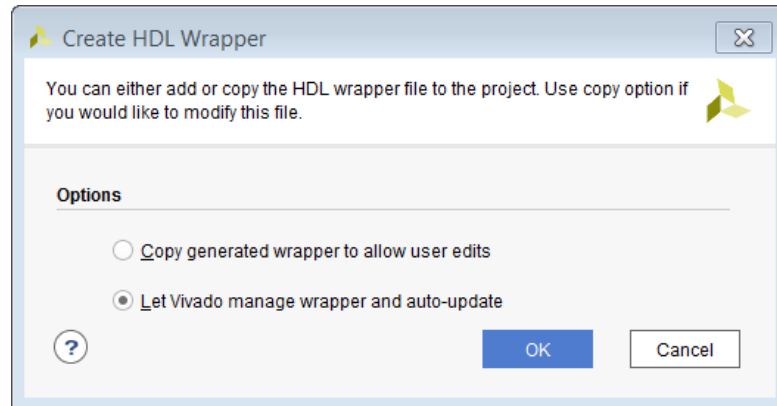 Create HDL Wrapper
You can either add or copy the HDL wrapper file to the project. Use copy option if
you would like to modify this file.
Options
Copy generated wrapper to allow user edits
Let Vivado manage wrapper and auto-update
?
OK
Cancel